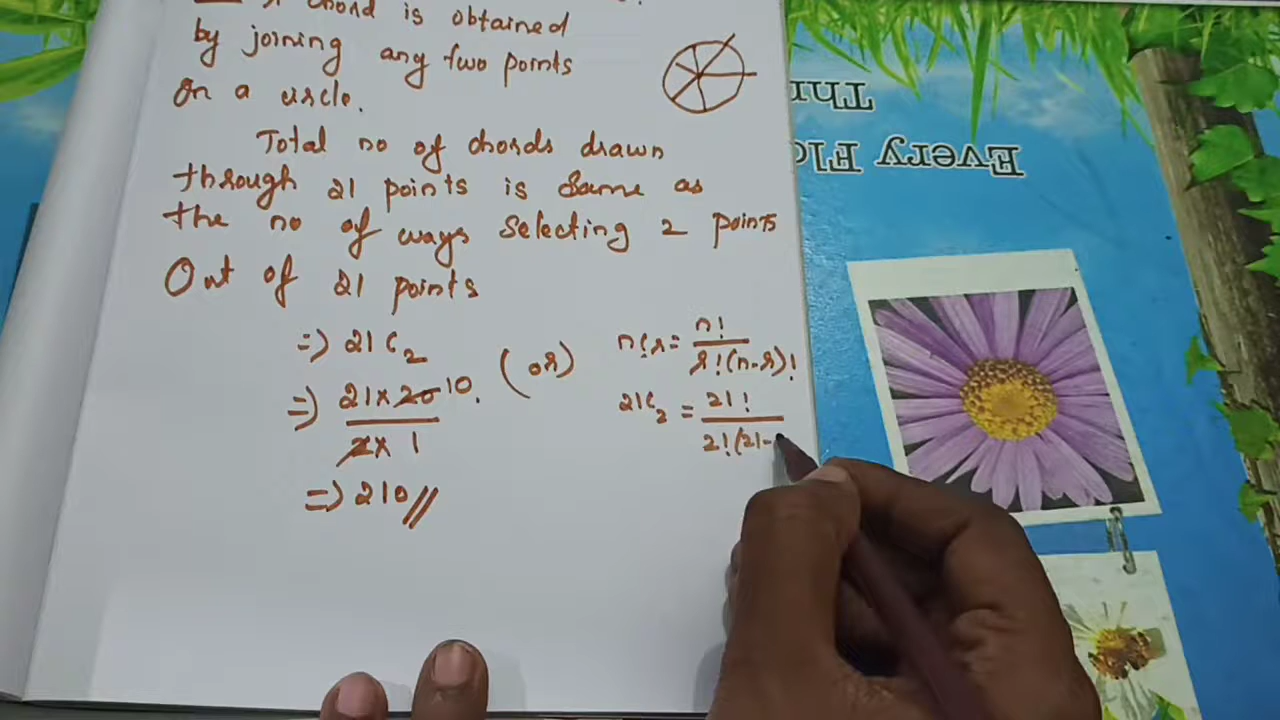 A chord is obtained
by joining any two points
on a circle.
Total no of chords drawn
through 21 points is same as
the no of ways selecting 2 points
Out of 21 points
=> 21C2
=> 21 x 20 10.
2 x 1
=> 210//
(or)
nCr = n!
r!(n-r)!
21C2 = 21!
2!(21-
Every Flo
Th